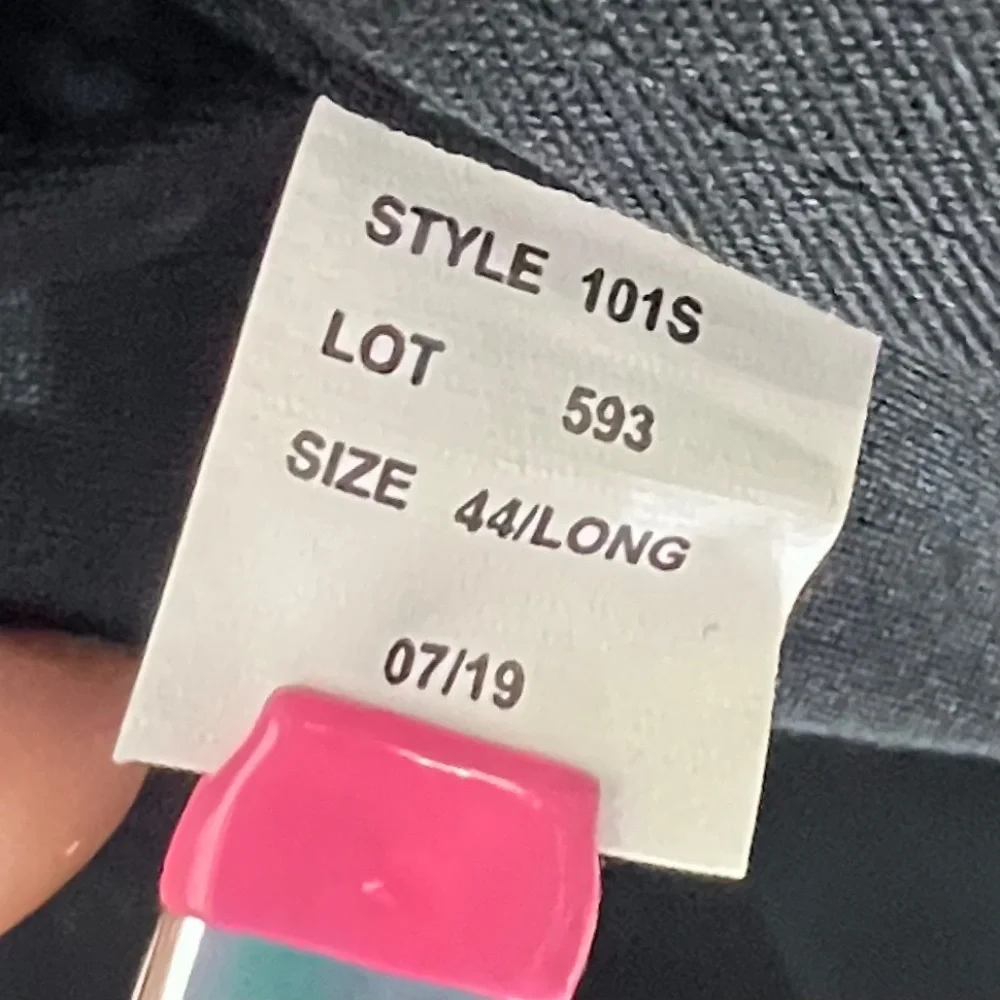 STYLE 101S
LOT 593
SIZE 44/LONG
07/19